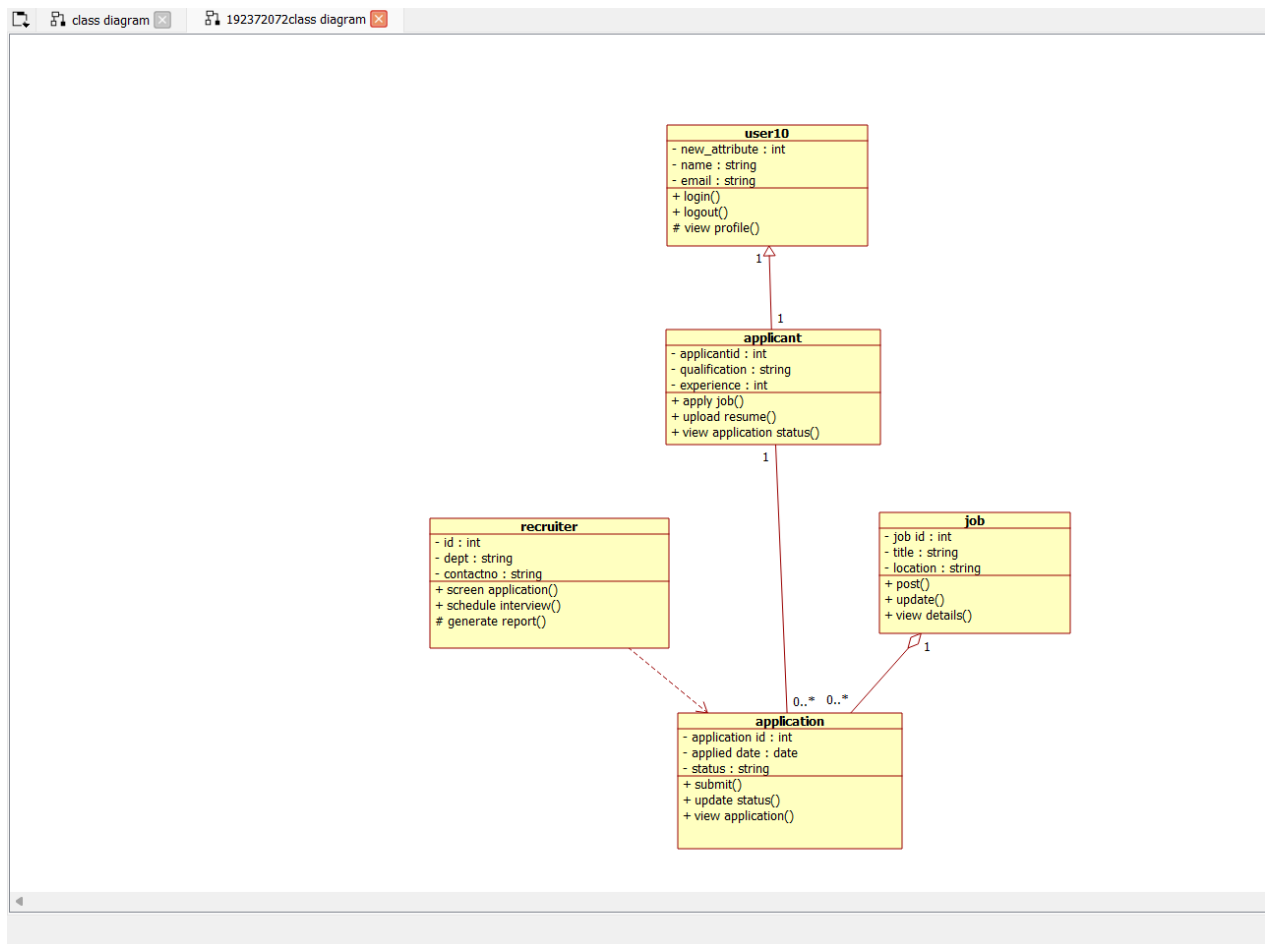 class diagram
192372072class diagram
user10
- new_attribute : int
- name : string
- email : string
+ login()
+ logout()
# view profile()
1
1
applicant
- applicantid : int
- qualification : string
- experience : int
+ apply job()
+ upload resume()
+ view application status()
1
recruiter
- id : int
- dept : string
- contactno : string
+ screen application()
+ schedule interview()
# generate report()
job
- job id : int
- title : string
- location : string
+ post()
+ update()
+ view details()
1
0..* 0..*
application
- application id : int
- applied date : date
- status : string
+ submit()
+ update status()
+ view application()